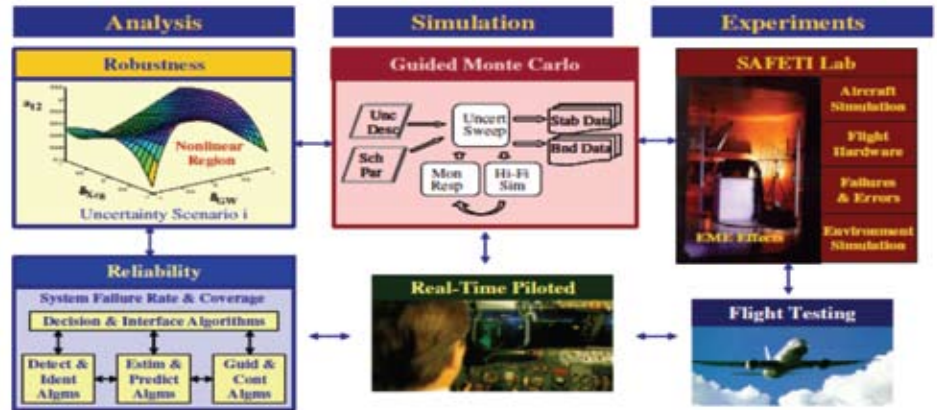 Analysis
Simulation
Experiments
Robustness
Nonlinear
Region
Uncertainty Scenario i
Guided Monte Carlo
Unc
Desc
Sch
Par
Uncert
Sweep
Mon
Resp
Hi-Fi
Sim
Stab Data
Bnd Data
SAFETI Lab
Aircraft
Simulation
Flight
Hardware
Failures
& Errors
Environment
Simulation
EME Effects
Reliability
System Failure Rate & Coverage
Decision & Interface Algorithms
Detect &
Ident
Algms
Estim &
Predict
Algms
Guid &
Cont
Algms
Real-Time Piloted
Flight Testing